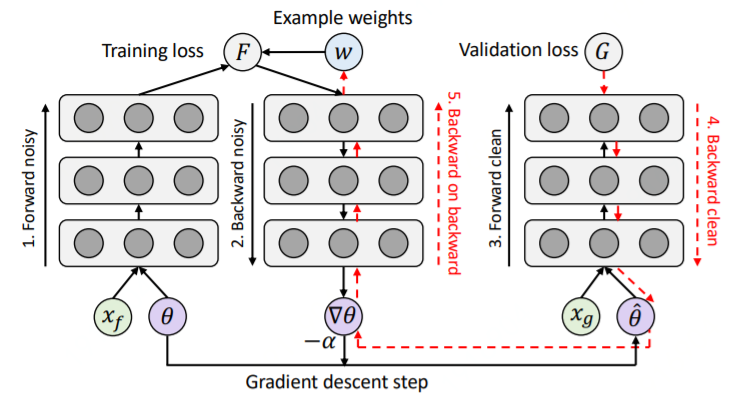 Example weights
Training loss
F
w
Validation loss
G
1. Forward noisy
2. Backward noisy
5. Backward on backward
3. Forward clean
4. Backward clean
x_f
θ
∇θ
x_g
θ̂
−α
Gradient descent step